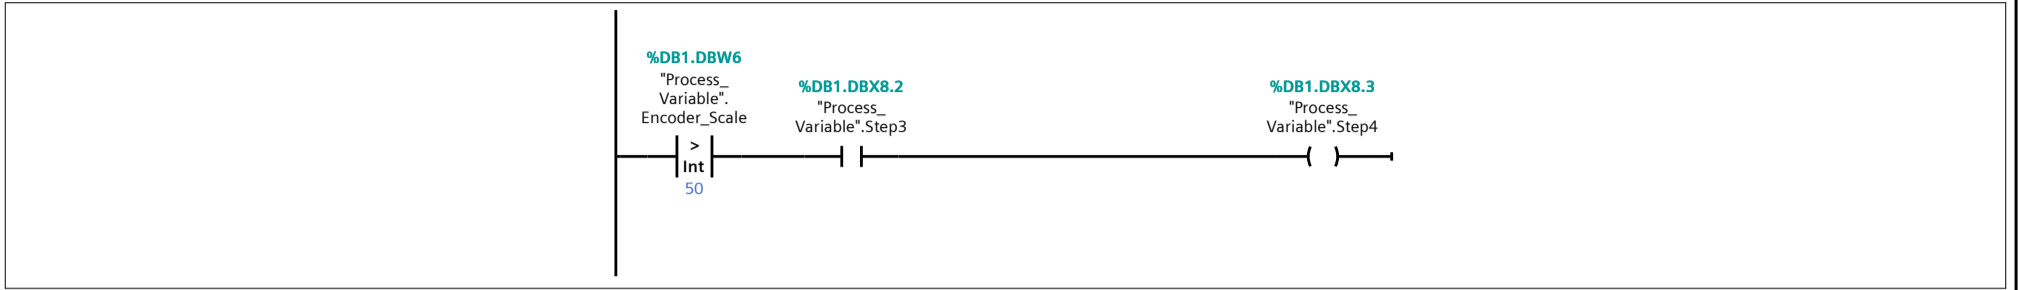 %DB1.DBW6
"Process_
Variable".
Encoder_Scale
>
Int
50
%DB1.DBX8.2
"Process_
Variable".Step3
%DB1.DBX8.3
"Process_
Variable".Step4